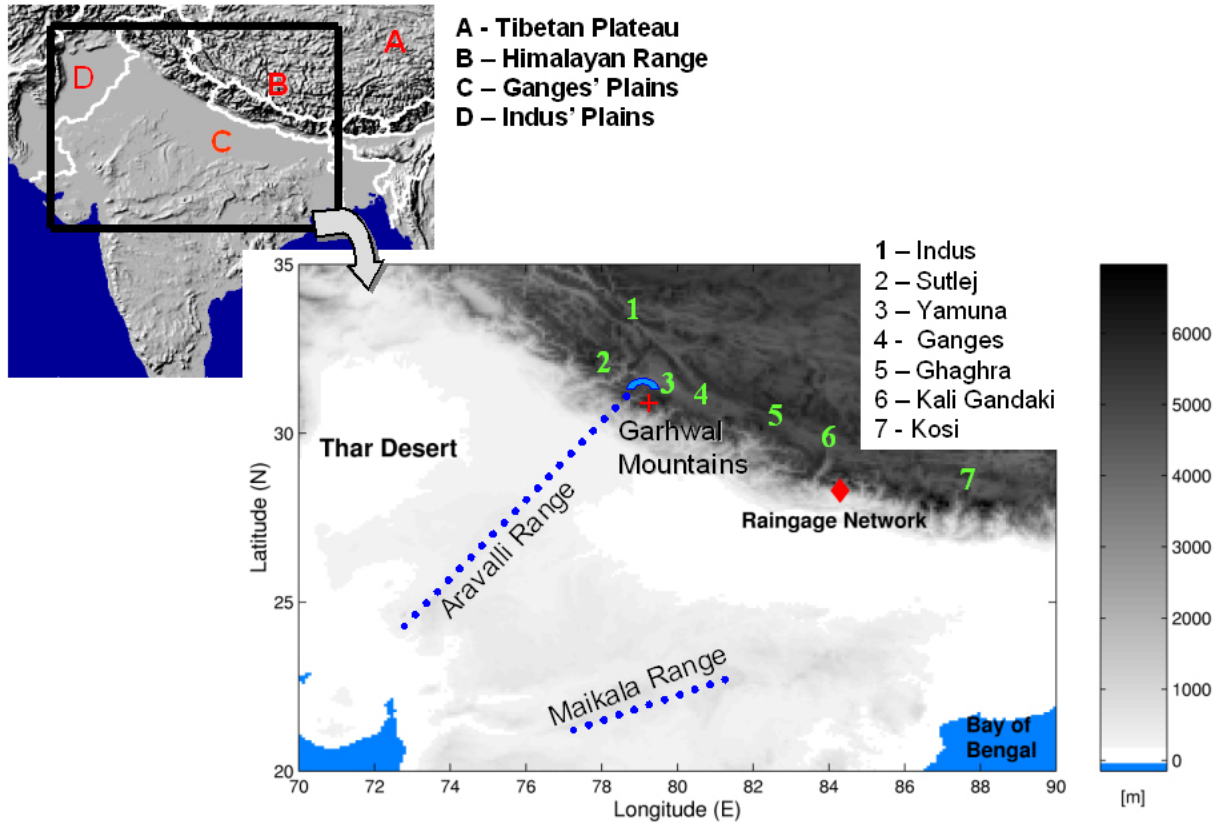 A
B
C
D
A - Tibetan Plateau
B – Himalayan Range
C – Ganges' Plains
D – Indus' Plains
1 – Indus
2 – Sutlej
3 – Yamuna
4 - Ganges
5 – Ghaghra
6 – Kali Gandaki
7 - Kosi
35
30
25
20
Latitude (N)
1
2
3
4
5
6
7
Thar Desert
Garhwal
Mountains
Raingage Network
Aravalli Range
Maikala Range
Bay of
Bengal
70
72
74
76
78
80
82
84
86
88
90
Longitude (E)
6000
5000
4000
3000
2000
1000
0
[m]